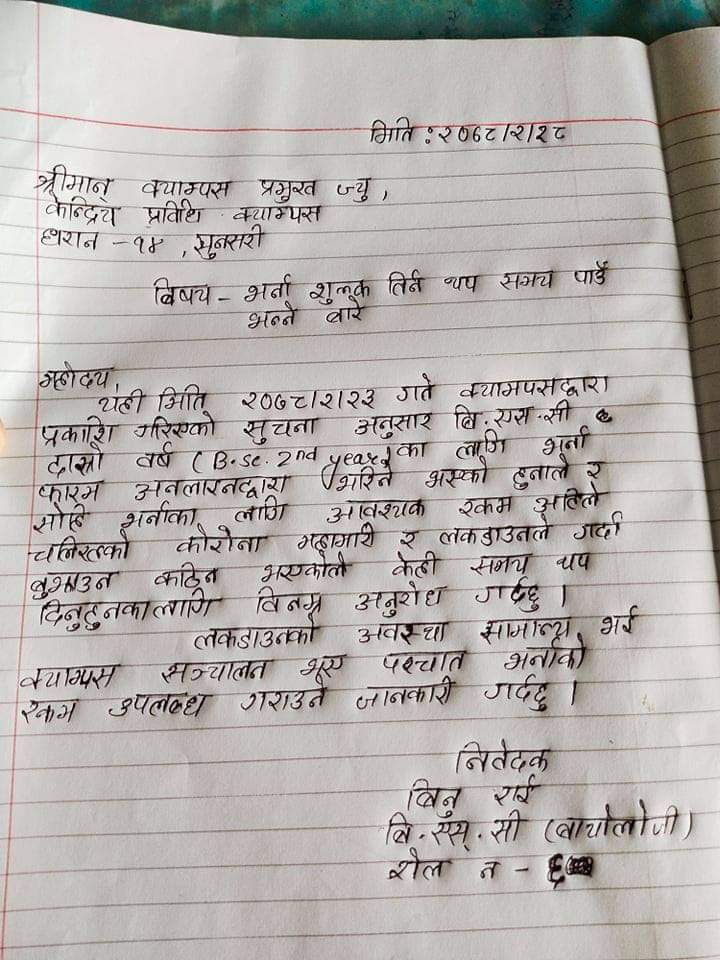 मिति : २०७८/२/२८
श्रीमान् क्याम्पस प्रमुख ज्यु,
केन्द्रिय प्रविधि क्याम्पस
धरान - १४, सुनसरी
बिषय - भर्ना शुल्क तिर्न थप समय पाउँ
भन्ने बारे
महोदय,
यही मिति २०७८/२/२३ गते क्याम्पसद्वारा
प्रकाशि गरिएको सुचना अनुसार बि.एस.सी
दोस्रो वर्ष (B.sc. 2nd year) का लागि भर्ना
फारम अनलाइनद्वारा भरिने भएको हुनाले र
सोही भर्नाका लागि आवश्यक रकम अहिले
चलिरहेको कोरोना महामारी र लकडाउनले गर्दा
बुझाउन कठिन भएकोले केही समय थप
दिनुहुनका लागि विनम्र अनुरोध गर्दछु ।
लकडाउनको अवस्था सामान्य भई
क्याम्पस सञ्चालन भए पश्चात भर्नाको
रकम उपलब्ध गराउने जानकारी गर्दछु ।
निवेदक
बिनु राई
बि.एस्.सी (बायोलोजी)
रोल न - ६